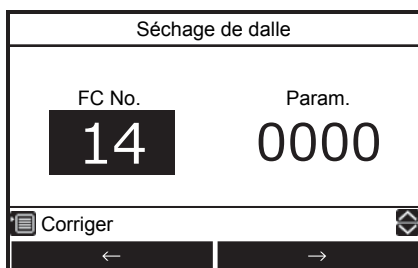 Séchage de dalle
FC No. Param.
14 0000
Corriger
← →